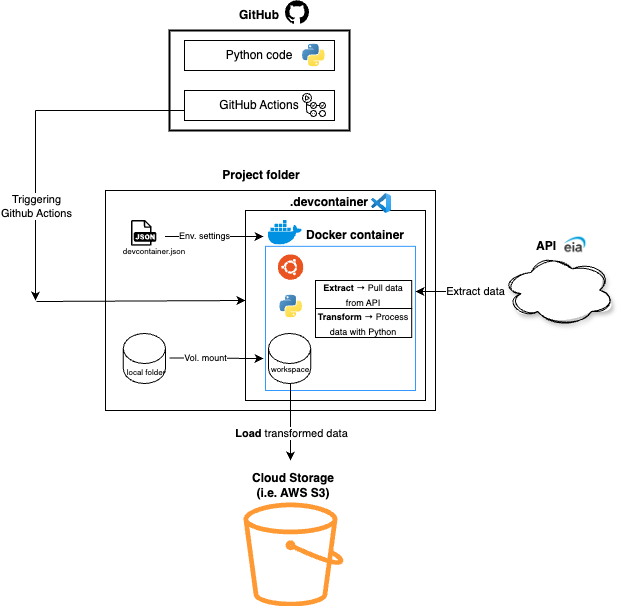 GitHub
Python code
GitHub Actions
Triggering
Github Actions
Project folder
.devcontainer
JSON
devcontainer.json
Env. settings
Docker container
Extract → Pull data
from API
Transform → Process
data with Python
API
eia
Extract data
local folder
Vol. mount
workspace
Load transformed data
Cloud Storage
(i.e. AWS S3)